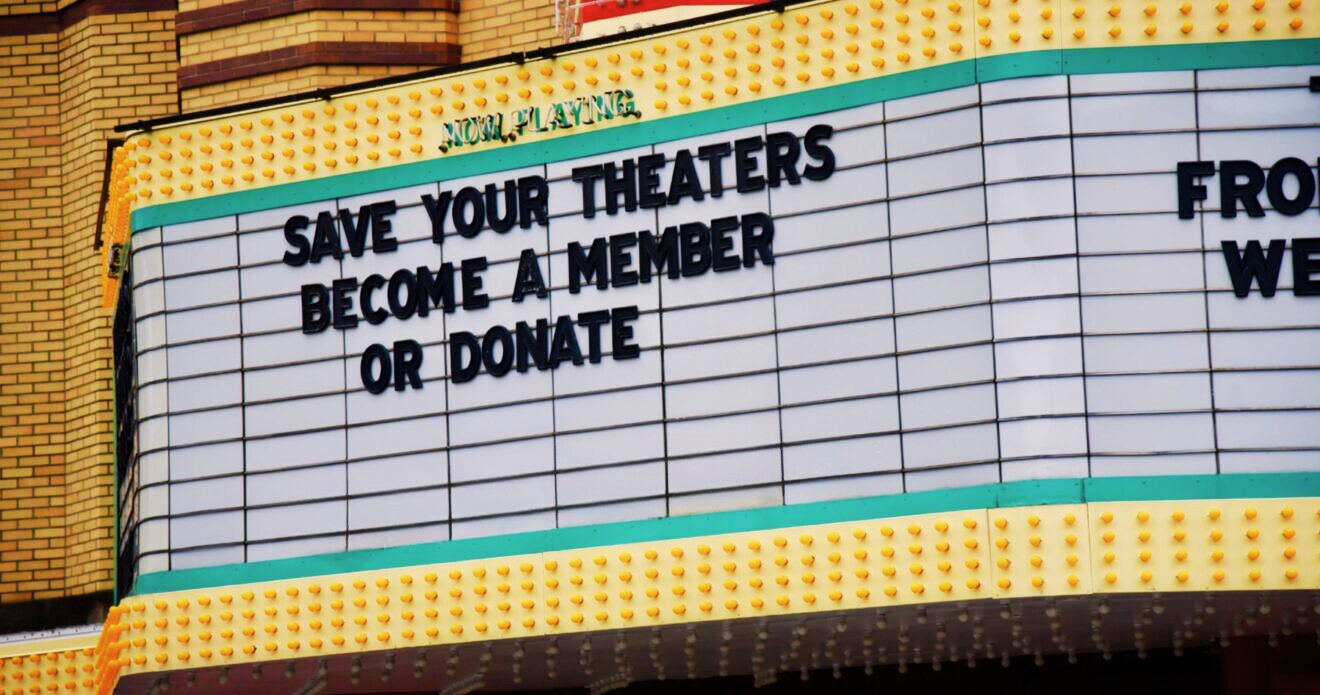 NOW PLAYING
SAVE YOUR THEATERS
BECOME A MEMBER
OR DONATE